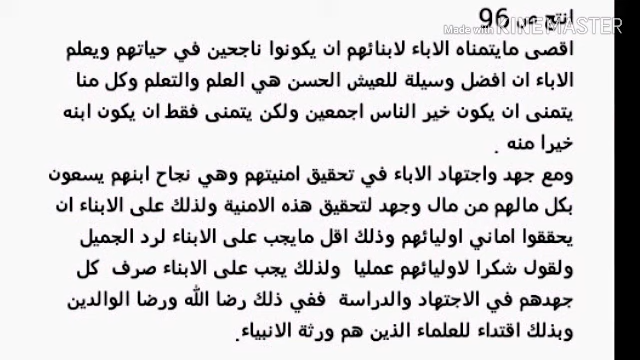 انتج ص 96
Made with KINEMASTER
اقصى مايتمناه الاباء لابنائهم ان يكونوا ناجحين في حياتهم ويعلم
الاباء ان افضل وسيلة للعيش الحسن هي العلم والتعلم وكل منا
يتمنى ان يكون خير الناس اجمعين ولكن يتمنى فقط ان يكون ابنه
خيرا منه .
ومع جهد واجتهاد الاباء في تحقيق امنيتهم وهي نجاح ابنهم يسعون
بكل مالهم من مال وجهد لتحقيق هذه الامنية ولذلك على الابناء ان
يحققوا اماني اوليائهم وذلك اقل مايجب على الابناء لرد الجميل
ولقول شكرا لاوليائهم عمليا ولذلك يجب على الابناء صرف كل
جهدهم في الاجتهاد والدراسة ففي ذلك رضا الله ورضا الوالدين
وبذلك اقتداء للعلماء الذين هم ورثة الانبياء.